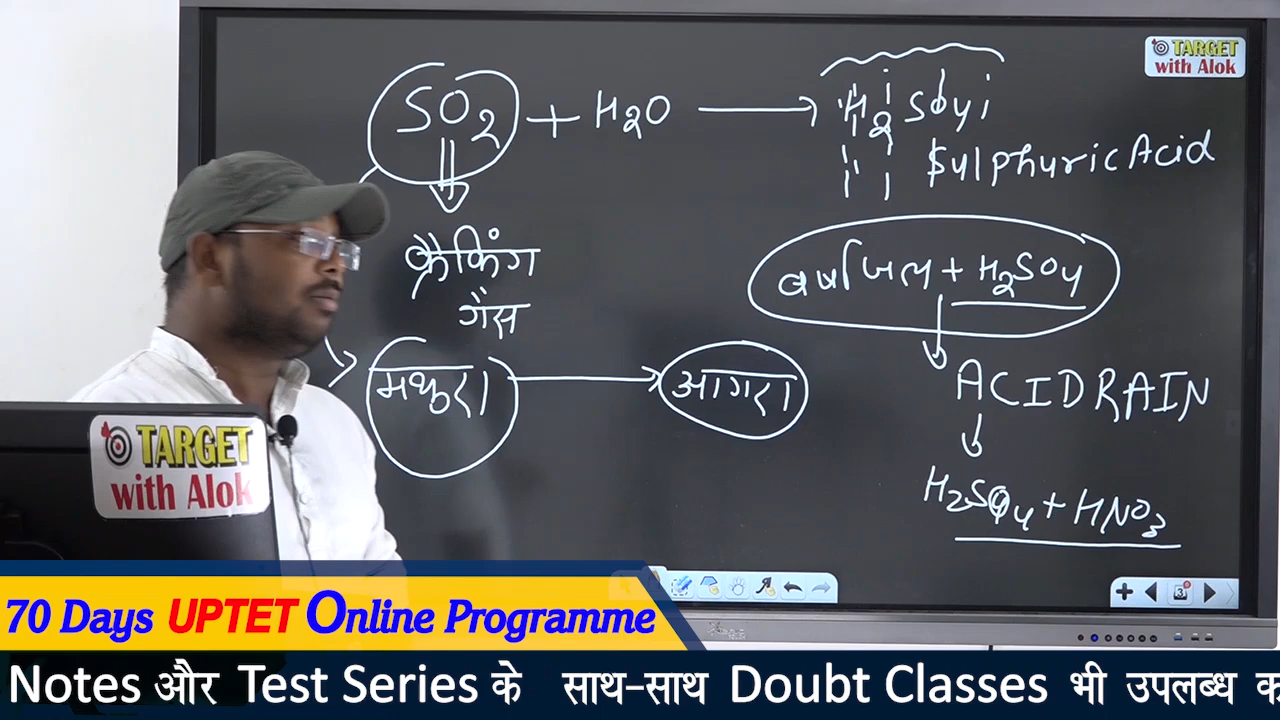 TARGET
with Alok
SO2 + H2O → H2SO4
Sulphuric Acid
क्रैकिंग
गैस
वर्षा जल + H2SO4
मथुरा → आगरा
ACID RAIN
H2SO4 + HNO3
TARGET
with Alok
70 Days UPTET Online Programme
Notes और Test Series के साथ-साथ Doubt Classes भी उपलब्ध क